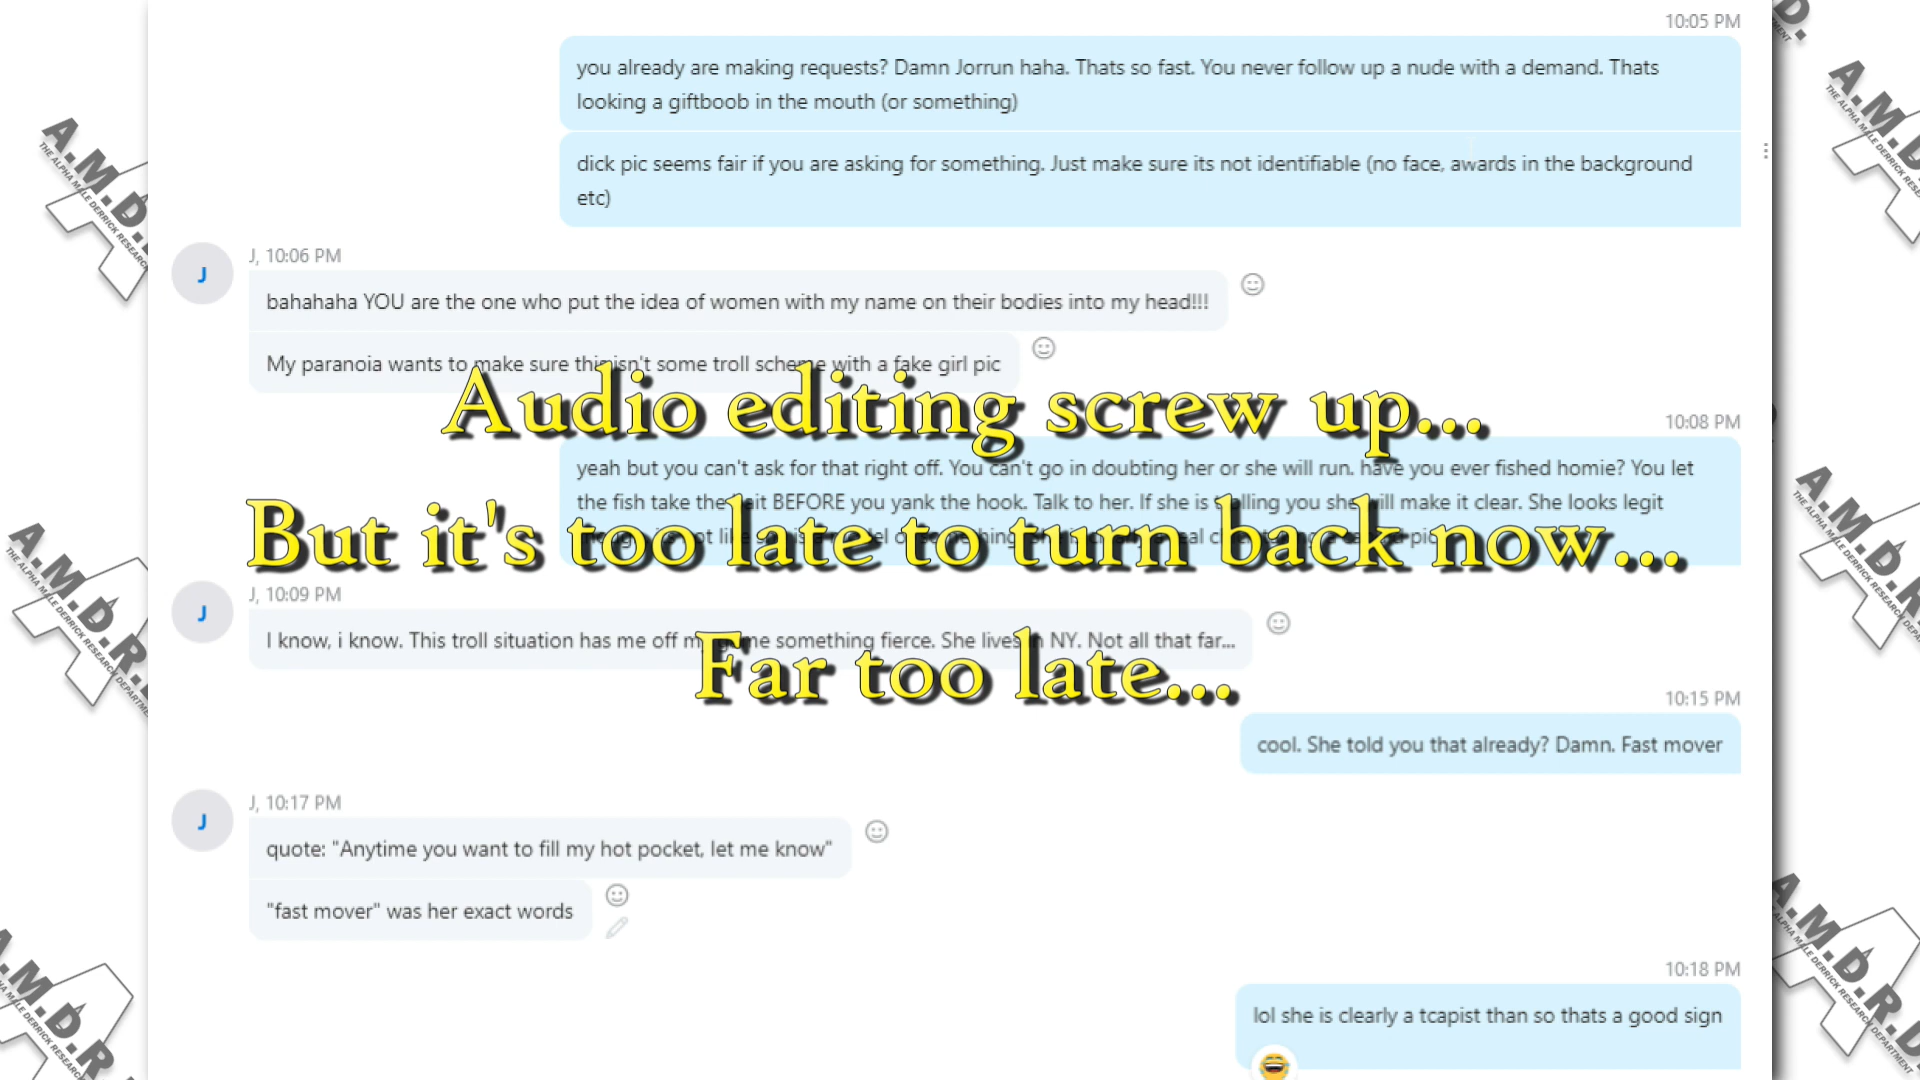 10:05 PM
you already are making requests? Damn Jorrun haha. Thats so fast. You never follow up a nude with a demand. Thats
looking a giftboob in the mouth (or something)
dick pic seems fair if you are asking for something. Just make sure its not identifiable (no face, awards in the background
etc)
J, 10:06 PM
J
bahahaha YOU are the one who put the idea of women with my name on their bodies into my head!!!
My paranoia wants to make sure this isn't some troll scheme with a fake girl pic
Audio editing screw up...
10:08 PM
yeah but you can't ask for that right off. You can't go in doubting her or she will run. have you ever fished homie? You let
the fish take the bait BEFORE you yank the hook. Talk to her. If she is trolling you she will make it clear. She looks legit
But it's too late to turn back now...
J, 10:09 PM
J
I know, i know. This troll situation has me off my game something fierce. She lives in NY. Not all that far...
Far too late...
10:15 PM
cool. She told you that already? Damn. Fast mover
J, 10:17 PM
J
quote: "Anytime you want to fill my hot pocket, let me know"
"fast mover" was her exact words
10:18 PM
lol she is clearly a tcapist than so thats a good sign
A.M.D.R.D.
THE ALPHA MALE DERRICK RESEARCH DEPARTMENT